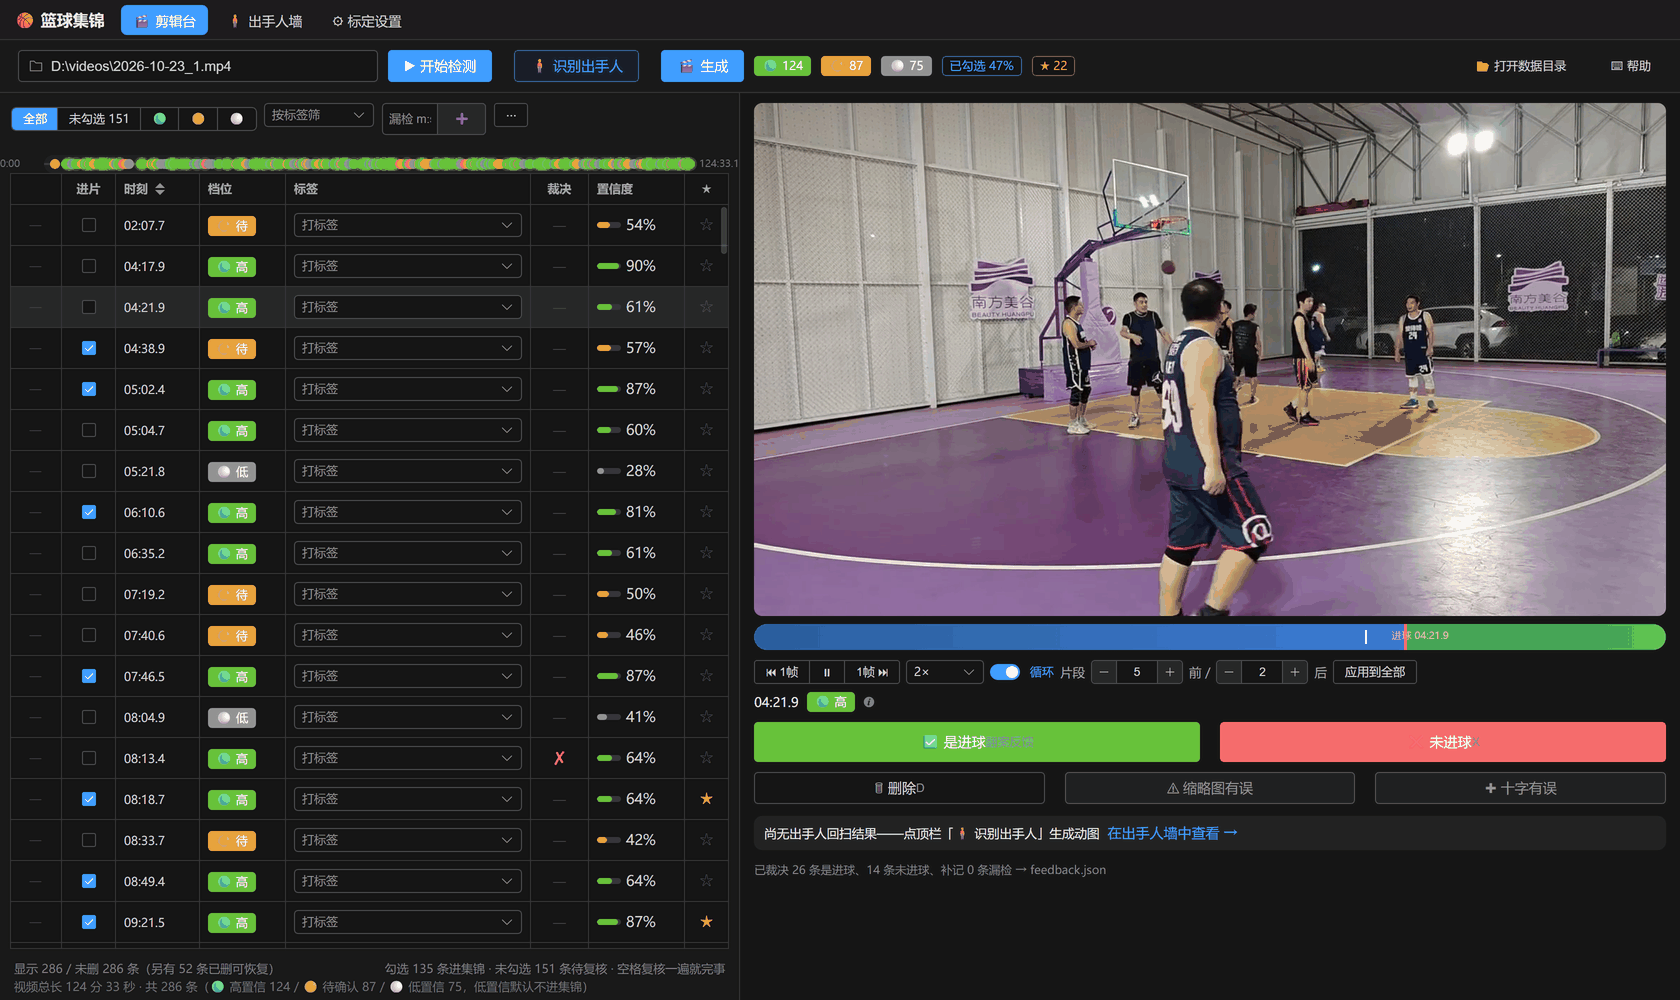 篮球集锦 剪辑台 出手人墙 标定设置
D:\videos\2026-10-23_1.mp4 开始检测 识别出手人 生成 124 87 75 已勾选 47% ★ 22 打开数据目录 帮助
全部 未勾选 151 按标签筛 漏检 m: + ...
0:00 124:33.1
进片 时刻 档位 标签 裁决 置信度 ★
— 02:07.7 待 打标签 — 54% ☆
— 04:17.9 高 打标签 — 90% ☆
— 04:21.9 高 打标签 — 61% ☆
— 04:38.9 待 打标签 — 57% ☆
— 05:02.4 高 打标签 — 87% ☆
— 05:04.7 高 打标签 — 60% ☆
— 05:21.8 低 打标签 — 28% ☆
— 06:10.6 高 打标签 — 81% ☆
— 06:35.2 高 打标签 — 61% ☆
— 07:19.2 待 打标签 — 50% ☆
— 07:40.6 待 打标签 — 46% ☆
— 07:46.5 高 打标签 — 87% ☆
— 08:04.9 低 打标签 — 41% ☆
— 08:13.4 高 打标签 ✗ 64% ☆
— 08:18.7 高 打标签 — 64% ★
— 08:33.7 待 打标签 — 42% ☆
— 08:49.4 高 打标签 — 64% ☆
— 09:21.5 高 打标签 — 87% ★
显示 286 / 未删 286 条（另有 52 条已删可恢复） 勾选 135 条进集锦 · 未勾选 151 条待复核 · 空格复核一遍就完事
视频总长 124 分 33 秒 · 共 286 条（ 高置信 124 / 待确认 87 / 低置信 75，低置信默认不进集锦）
南方美谷
BEAUTY HUANGPU
南方美谷
24
进球 04:21.9
1帧 1帧 2× 循环 片段 − 5 + 前 / − 2 + 后 应用到全部
04:21.9 高
是进球 未进球
删除D 缩略图有误 十字有误
尚无出手人回扫结果——点顶栏「 识别出手人」生成动图 在出手人墙中查看 →
已裁决 26 条是进球、14 条未进球、补记 0 条漏检 → feedback.json